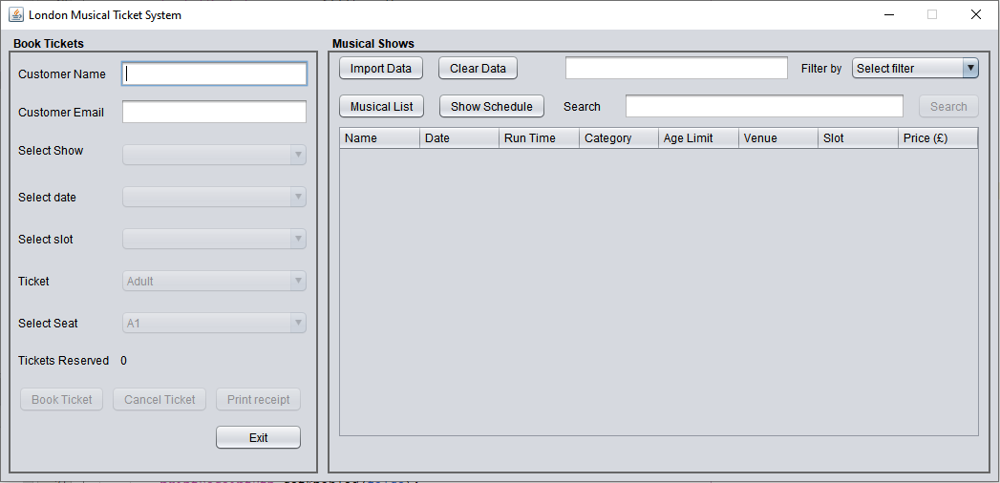 London Musical Ticket System
Book Tickets
Customer Name
Customer Email
Select Show
Select date
Select slot
Ticket Adult
Select Seat A1
Tickets Reserved 0
Book Ticket Cancel Ticket Print receipt
Exit
Musical Shows
Import Data Clear Data Filter by Select filter
Musical List Show Schedule Search Search
Name Date Run Time Category Age Limit Venue Slot Price (£)